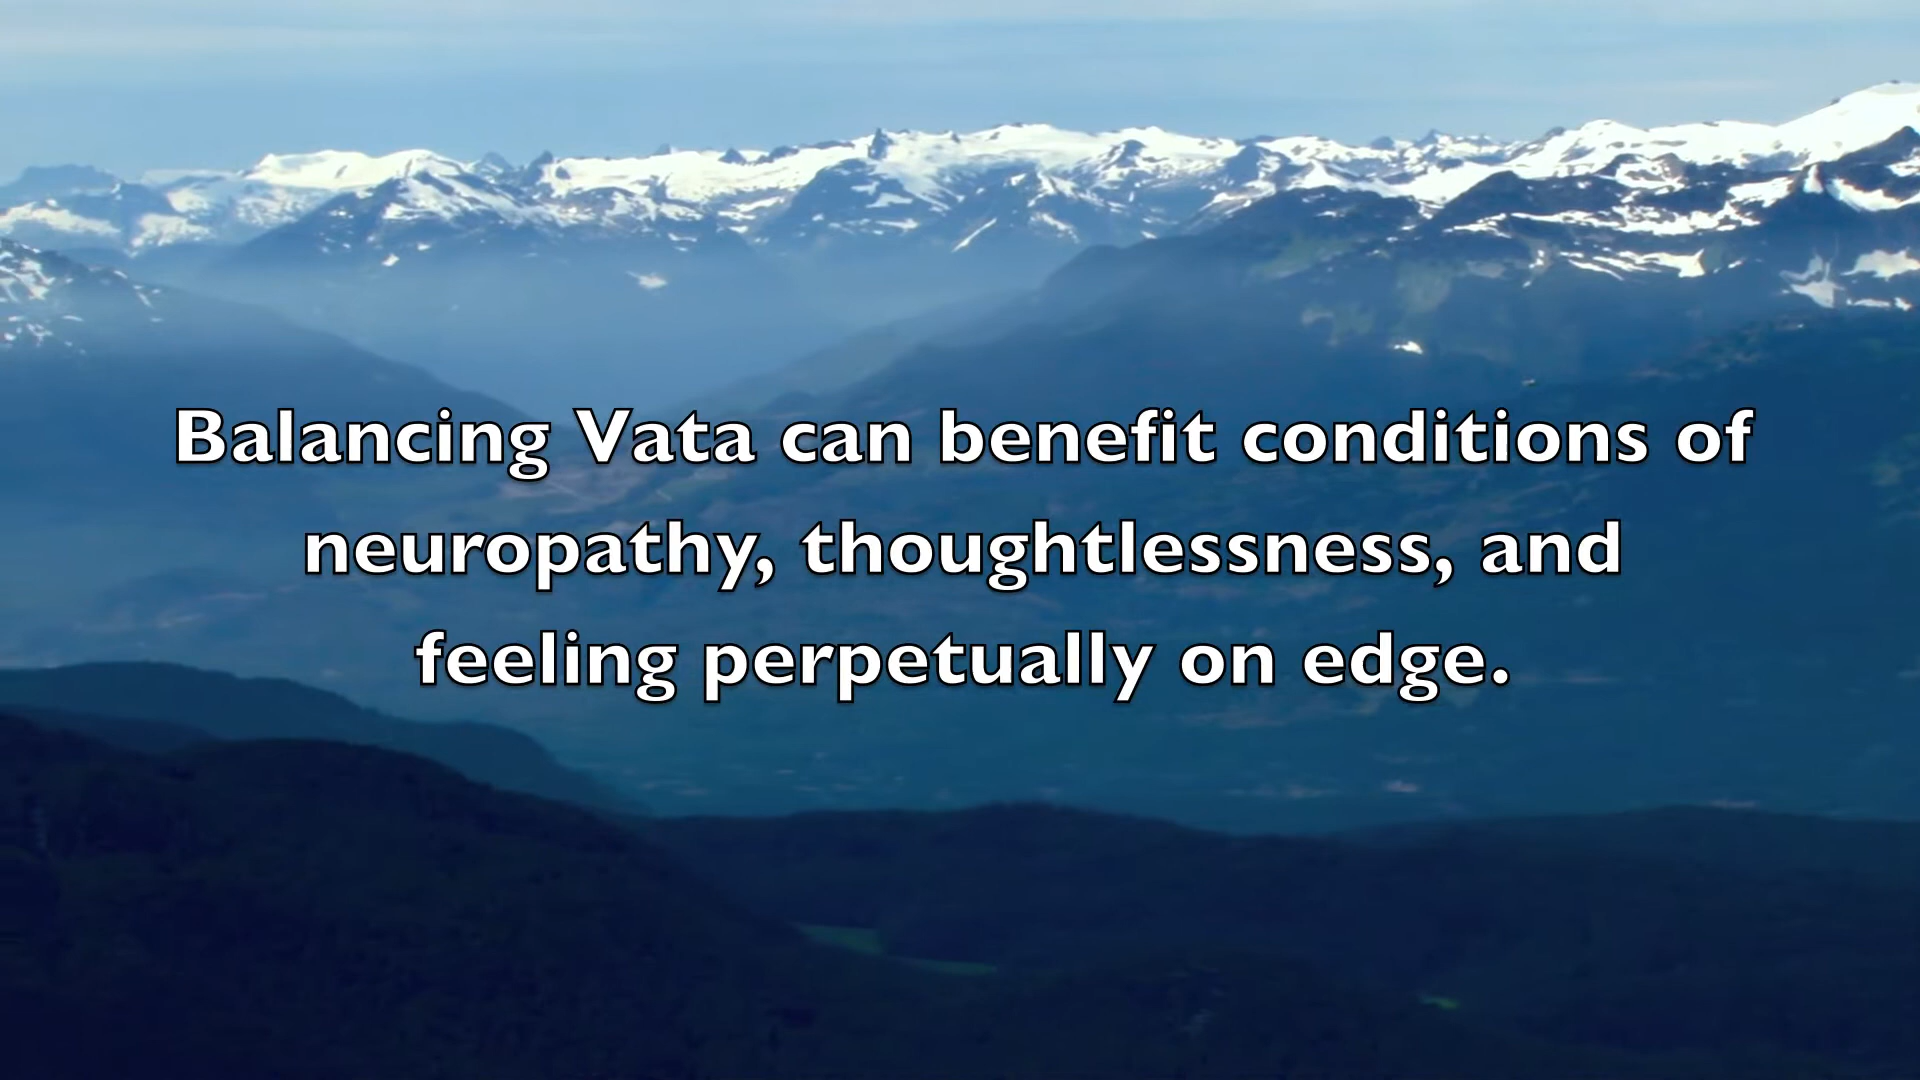 Balancing Vata can benefit conditions of
neuropathy, thoughtlessness, and
feeling perpetually on edge.